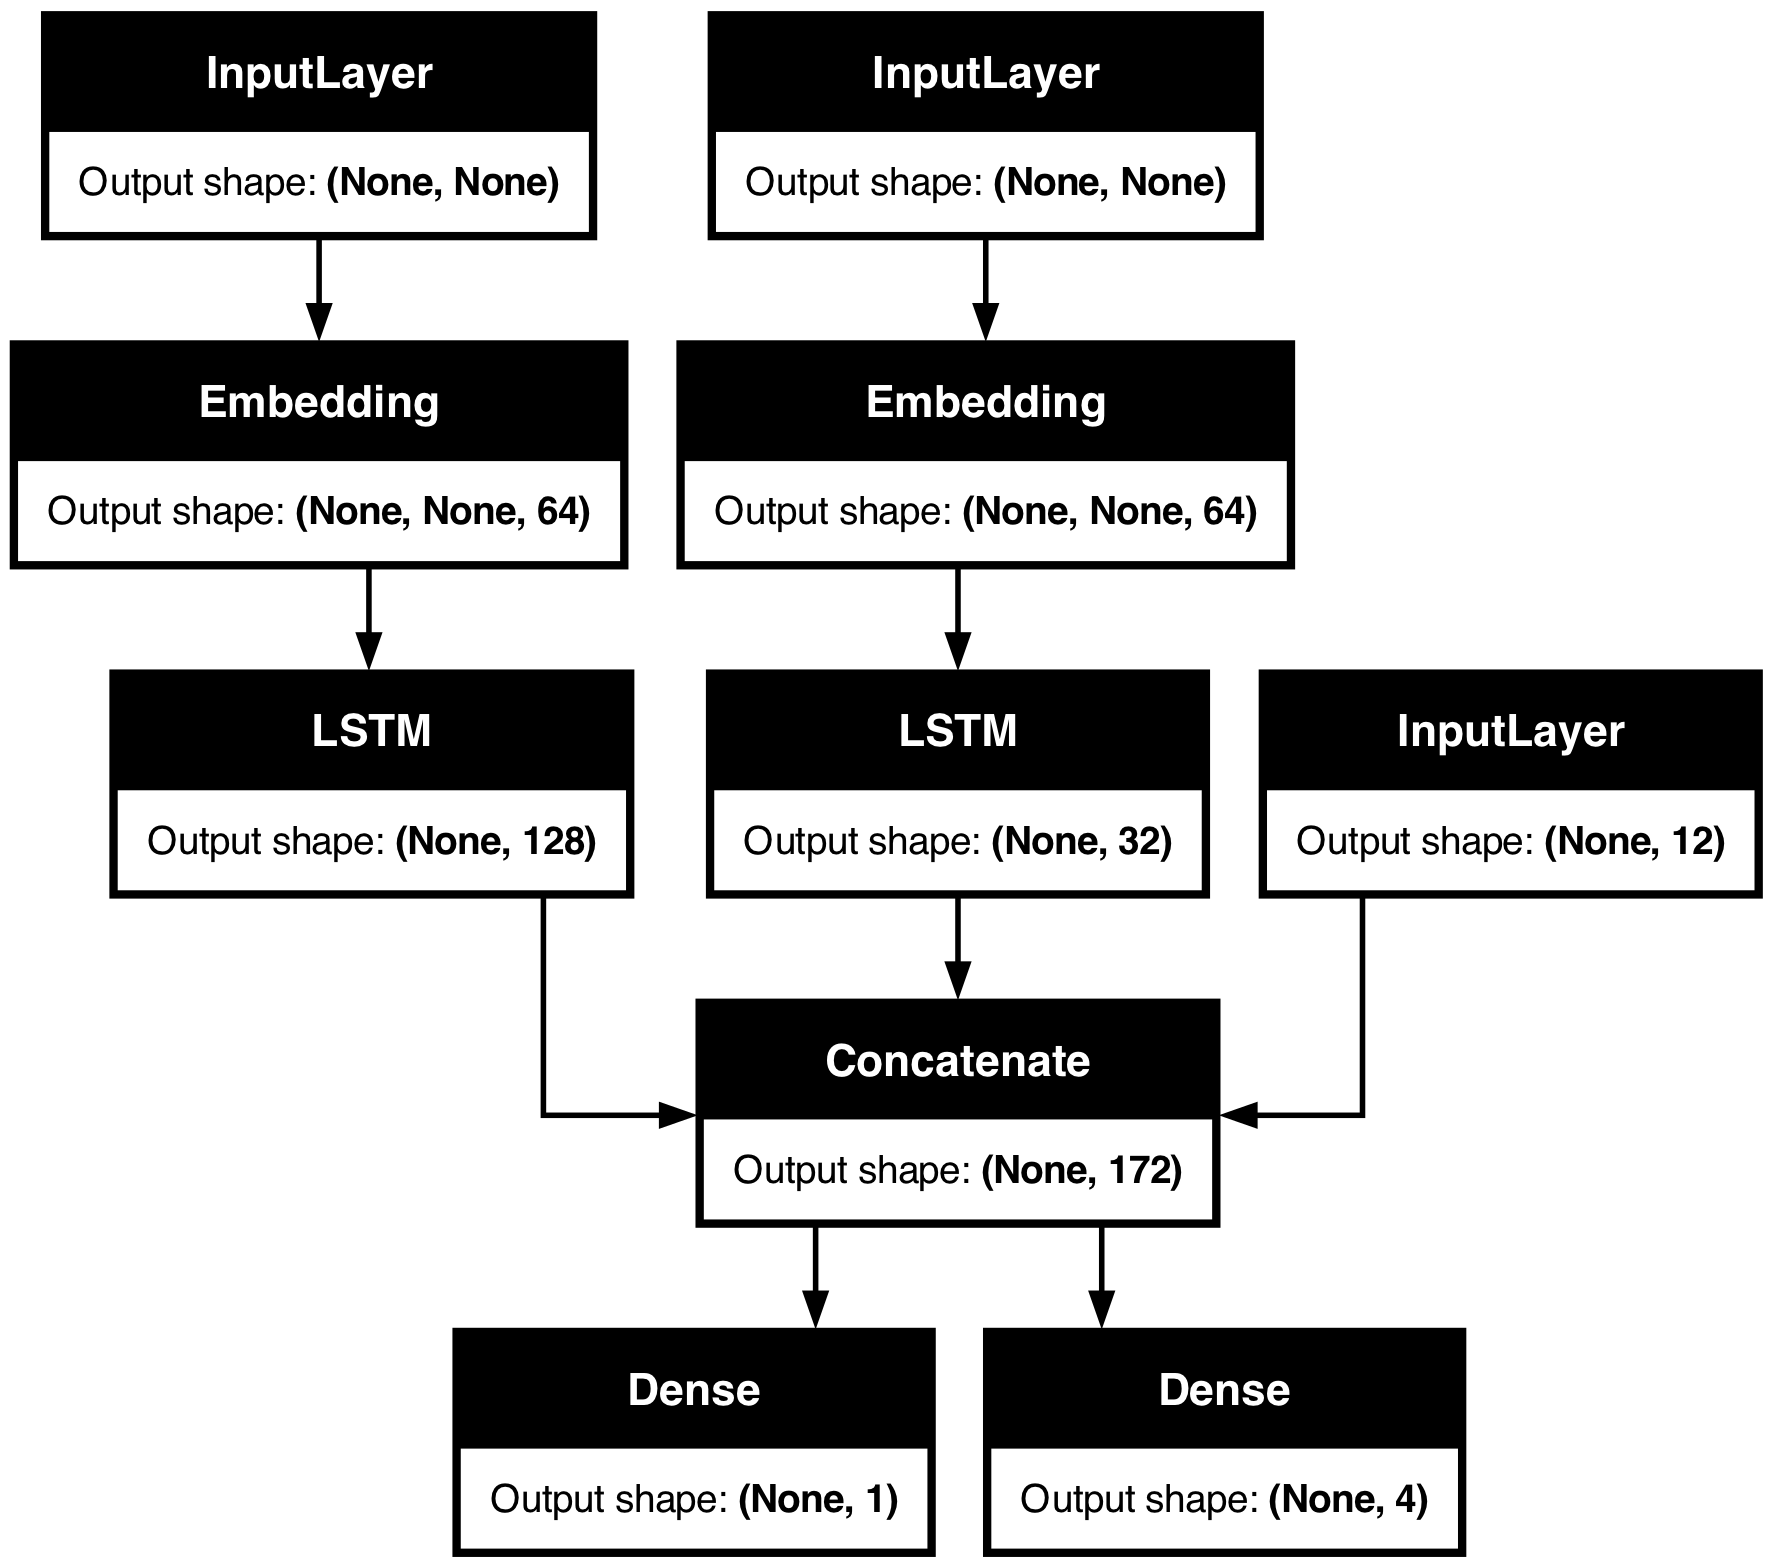 InputLayer
Output shape: (None, None)
InputLayer
Output shape: (None, None)
Embedding
Output shape: (None, None, 64)
Embedding
Output shape: (None, None, 64)
LSTM
Output shape: (None, 128)
LSTM
Output shape: (None, 32)
InputLayer
Output shape: (None, 12)
Concatenate
Output shape: (None, 172)
Dense
Output shape: (None, 1)
Dense
Output shape: (None, 4)